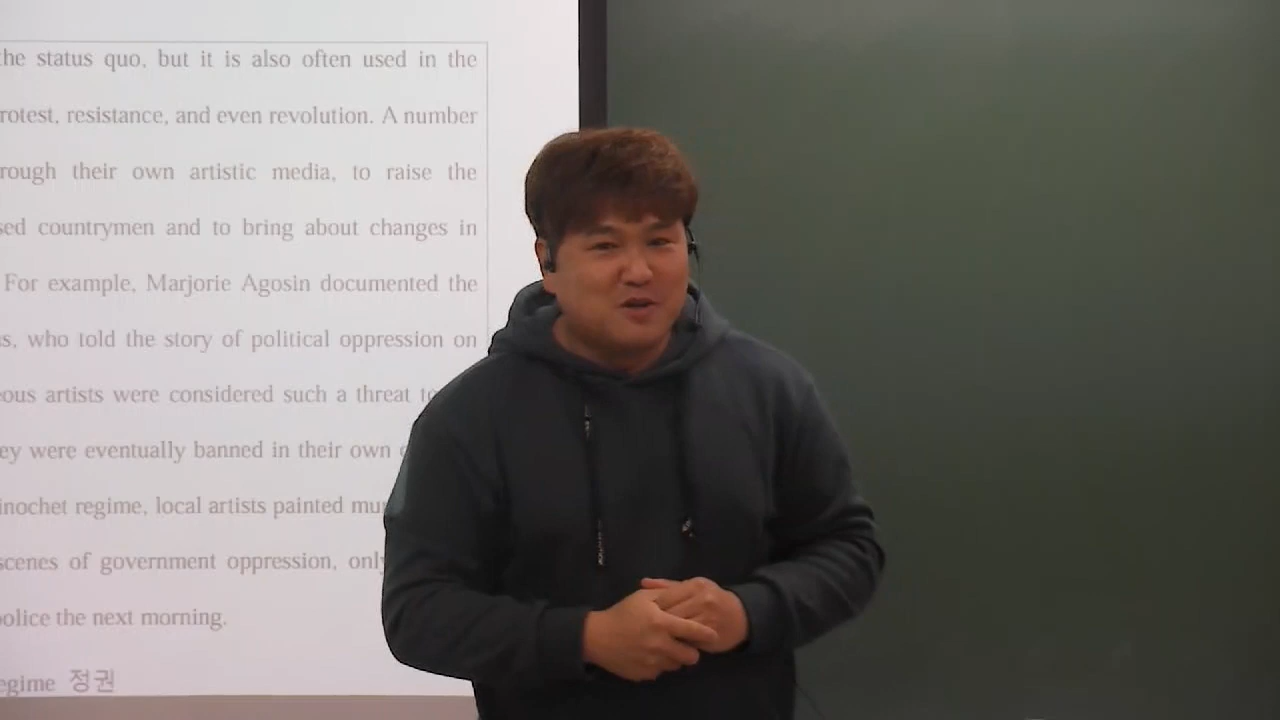 the status quo, but it is also often used in the
rotest, resistance, and even revolution. A number
rough their own artistic media, to raise the
sed countrymen and to bring about changes in
For example, Marjorie Agosin documented the
who told the story of political oppression on
eous artists were considered such a threat
ey were eventually banned in their own
inochet regime, local artists painted
scenes of government oppression,
police the next morning.
egime 정권